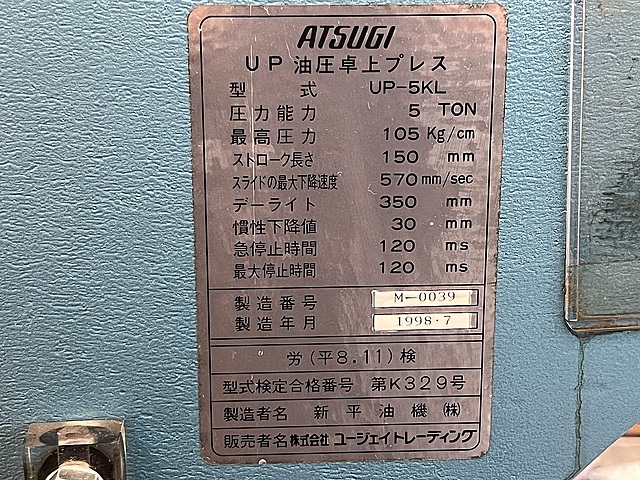 ATSUGI
UP 油圧卓上プレス
型式 UP-5KL
圧力能力 5 TON
最高圧力 105 Kg/cm
ストローク長さ 150 mm
スライドの最大下降速度 570 mm/sec
デーライト 350 mm
慣性下降値 30 mm
急停止時間 120 ms
最大停止時間 120 ms
製造番号 M-0039
製造年月 1998・7
労(平8.11)検
型式検定合格番号 第K329号
製造者名 新平油機(株)
販売者名 株式会社 ユージェイトレーディング